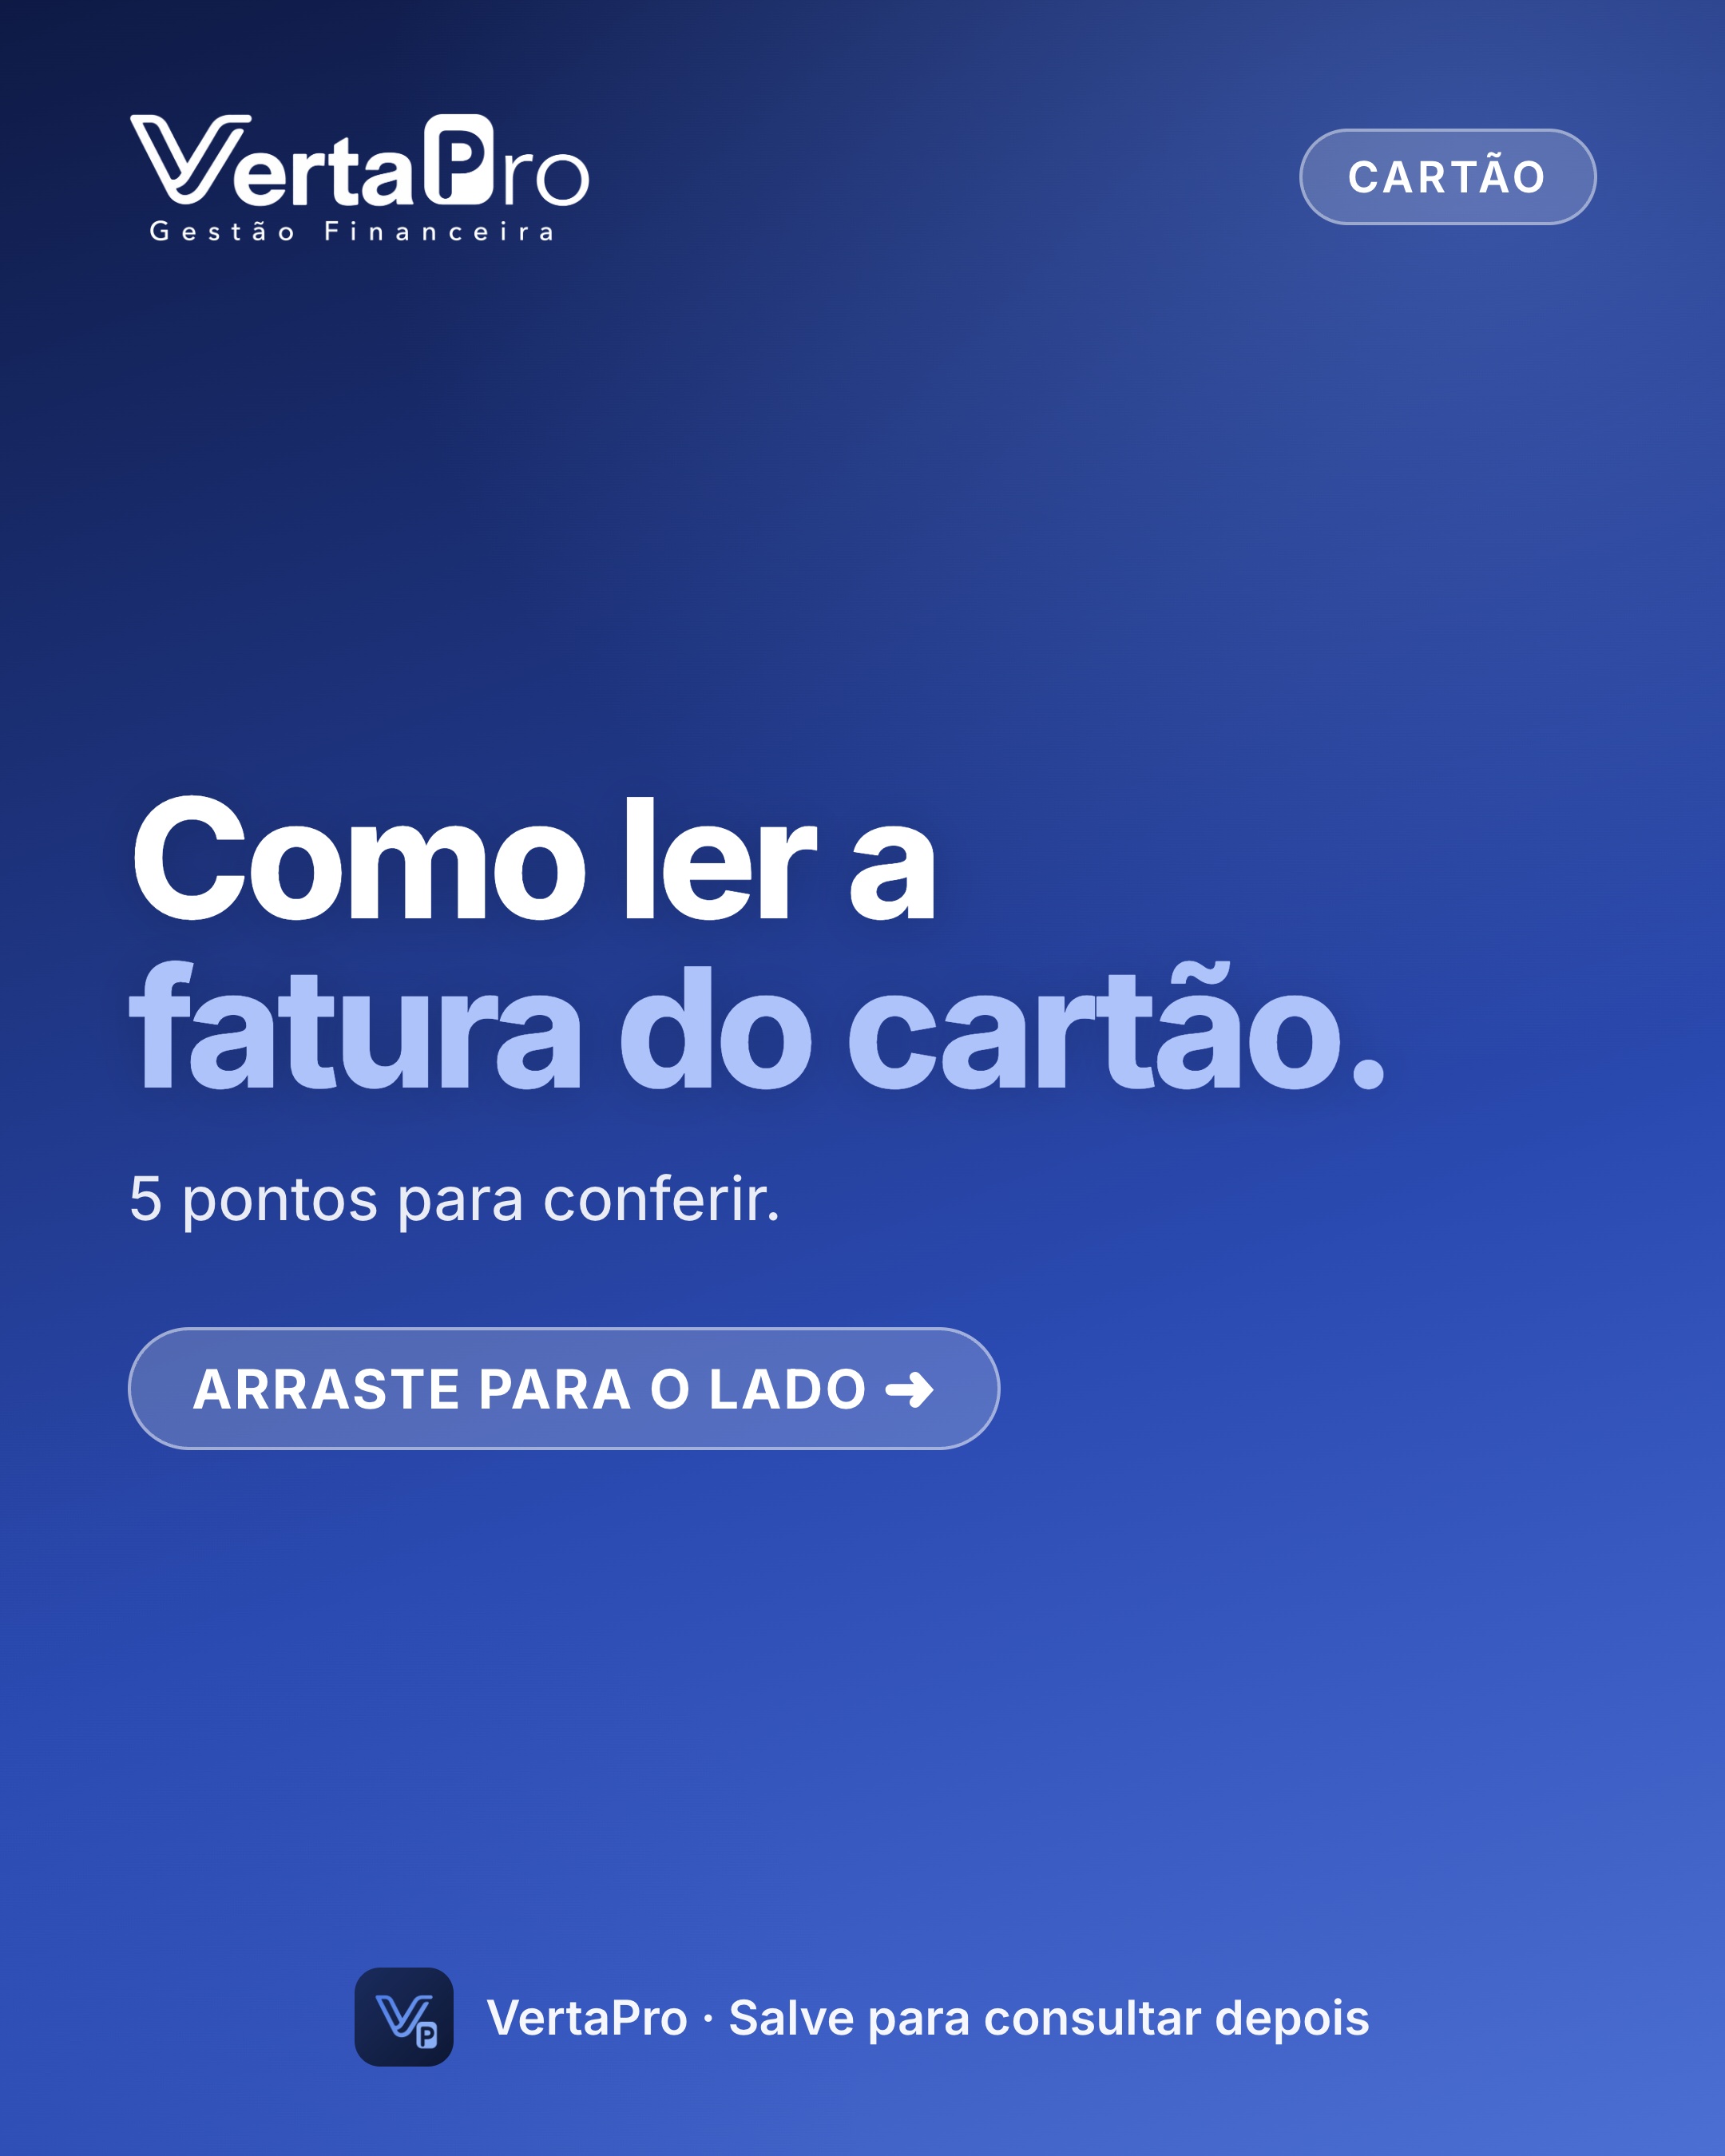 VertaPro
Gestão Financeira
CARTÃO
Como ler a
fatura do cartão.
5 pontos para conferir.
ARRASTE PARA O LADO ➔
VP
VertaPro · Salve para consultar depois